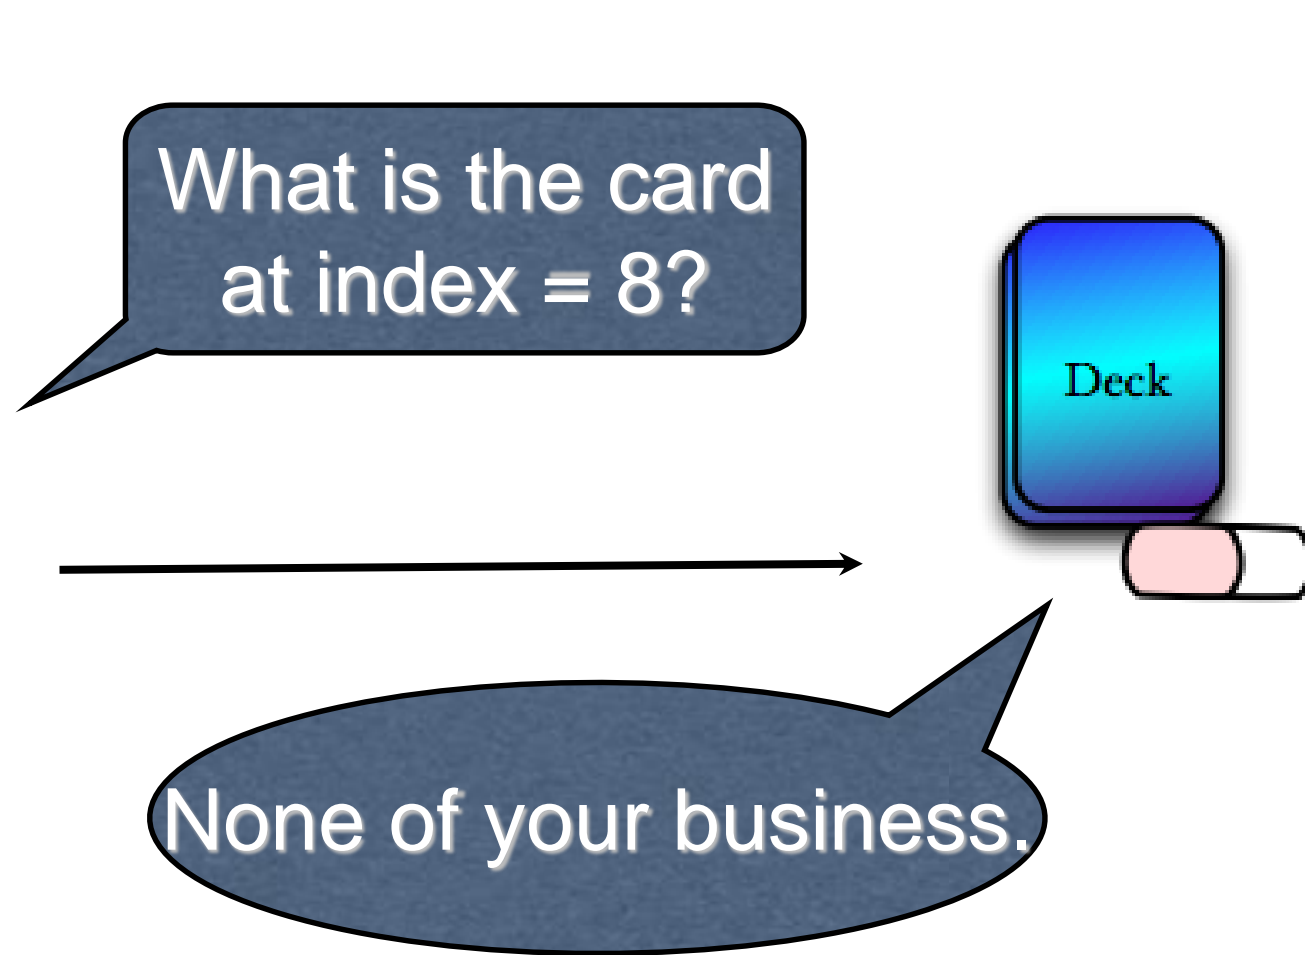 What is the card
at index = 8?
Deck
None of your business.